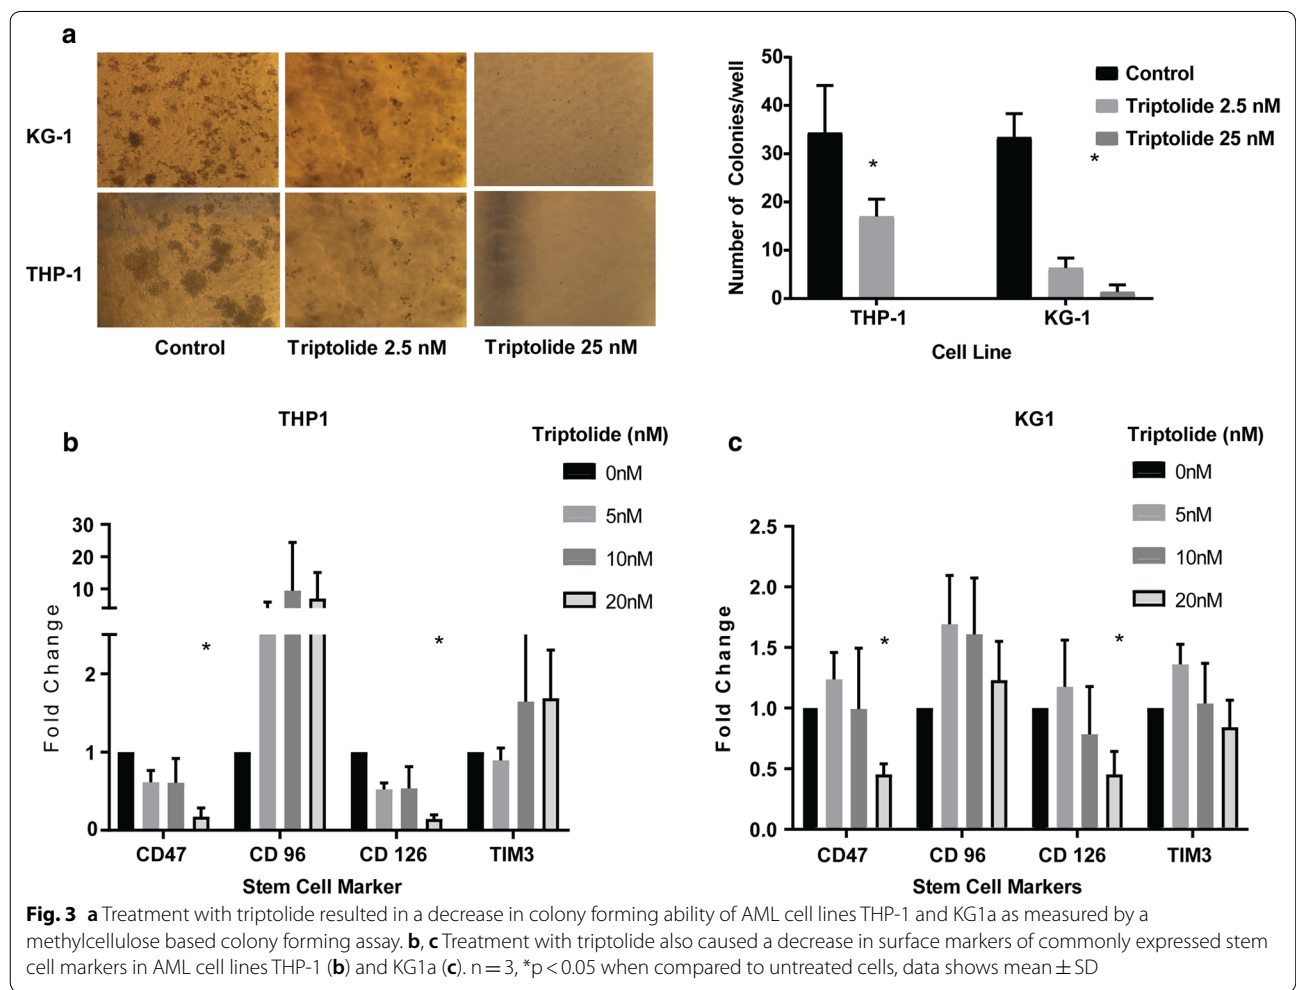 a
KG-1
THP-1
Control
Triptolide 2.5 nM
Triptolide 25 nM
Number of Colonies/well
50
40
30
20
10
0
*
*
Control
Triptolide 2.5 nM
Triptolide 25 nM
THP-1
KG-1
Cell Line
b
THP1
Triptolide (nM)
0nM
5nM
10nM
20nM
Fold Change
30
20
10
2
1
0
*
*
CD47
CD 96
CD 126
TIM3
Stem Cell Marker
c
KG1
Triptolide (nM)
0nM
5nM
10nM
20nM
Fold Change
2.5
2.0
1.5
1.0
0.5
0.0
*
*
CD47
CD 96
CD 126
TIM3
Stem Cell Markers
Fig. 3 a Treatment with triptolide resulted in a decrease in colony forming ability of AML cell lines THP-1 and KG1a as measured by a
methylcellulose based colony forming assay. b, c Treatment with triptolide also caused a decrease in surface markers of commonly expressed stem
cell markers in AML cell lines THP-1 (b) and KG1a (c). n = 3, *p < 0.05 when compared to untreated cells, data shows mean ± SD